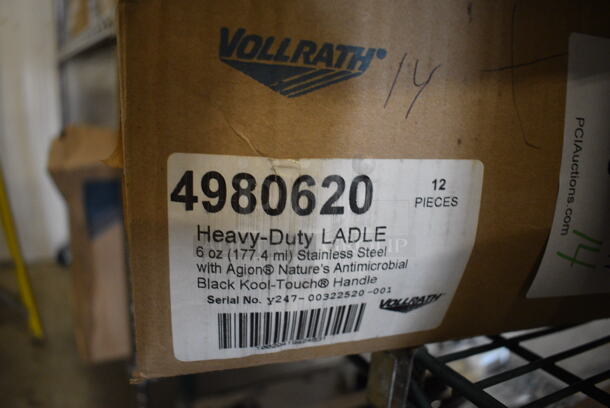 VOLLRATH®
14
4980620
12
PIECES
Heavy-Duty LADLE
6 oz (177.4 ml) Stainless Steel
with Agion® Nature's Antimicrobial
Black Kool-Touch® Handle
Serial No. y247-00322520-001
VOLLRATH
PCIAuctions.com
14